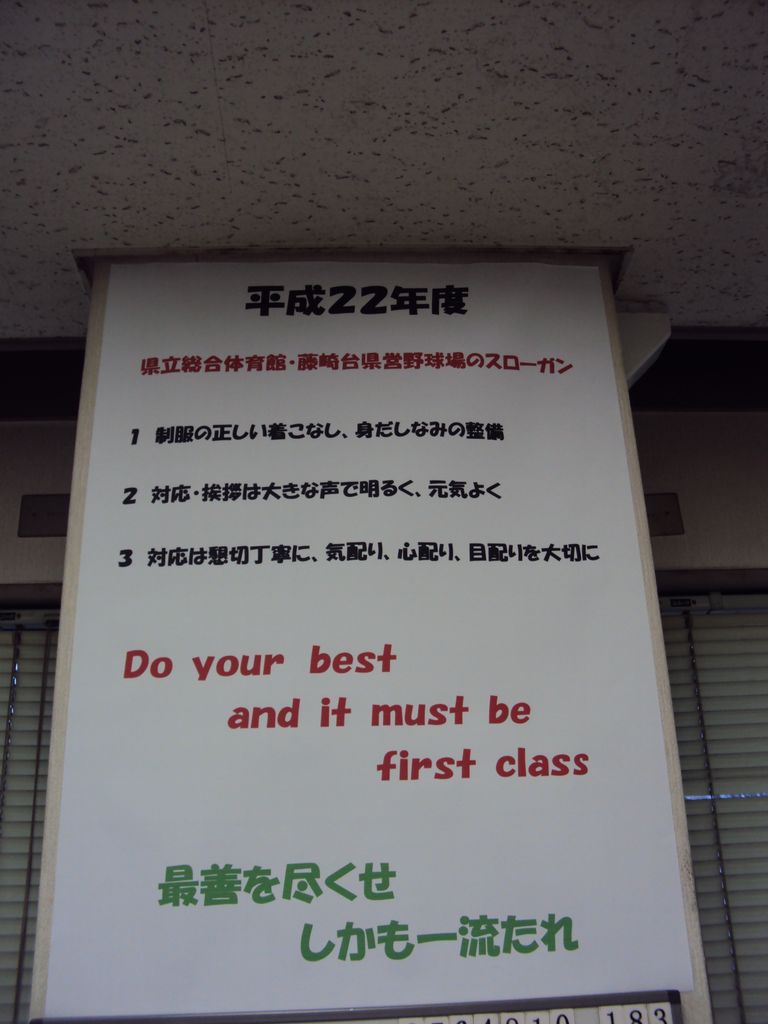 平成22年度
県立総合体育館・藤崎台県営野球場のスローガン
1 制服の正しい着こなし、身だしなみの整備
2 対応・挨拶は大きな声で明るく、元気よく
3 対応は懇切丁寧に、気配り、心配り、目配りを大切に
Do your best
and it must be
first class
最善を尽くせ
しかも一流たれ
183